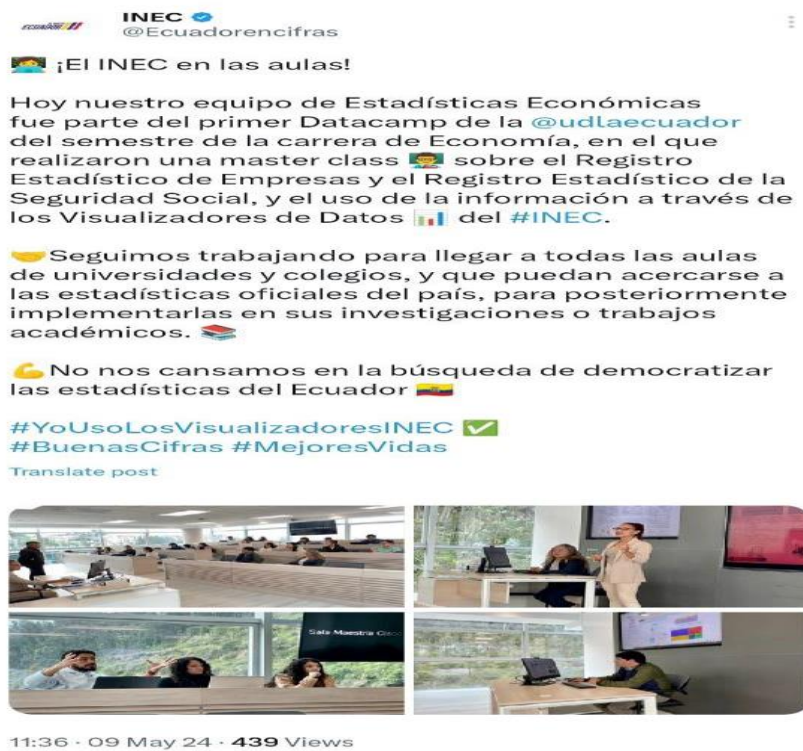 INEC
@Ecuadorencifras
ECUADOR
¡El INEC en las aulas!
Hoy nuestro equipo de Estadísticas Económicas
fue parte del primer Datacamp de la @udlaecuador
del semestre de la carrera de Economía, en el que
realizaron una master class 👨‍🏫 sobre el Registro
Estadístico de Empresas y el Registro Estadístico de la
Seguridad Social, y el uso de la información a través de
los Visualizadores de Datos 📊 del #INEC.
🤝Seguimos trabajando para llegar a todas las aulas
de universidades y colegios, y que puedan acercarse a
las estadísticas oficiales del país, para posteriormente
implementarlas en sus investigaciones o trabajos
académicos. 📚
💪No nos cansamos en la búsqueda de democratizar
las estadísticas del Ecuador 🇪🇨
#YoUsoLosVisualizadoresINEC ✅
#BuenasCifras #MejoresVidas
Translate post
Sala Maestría
11:36 · 09 May 24 · 439 Views